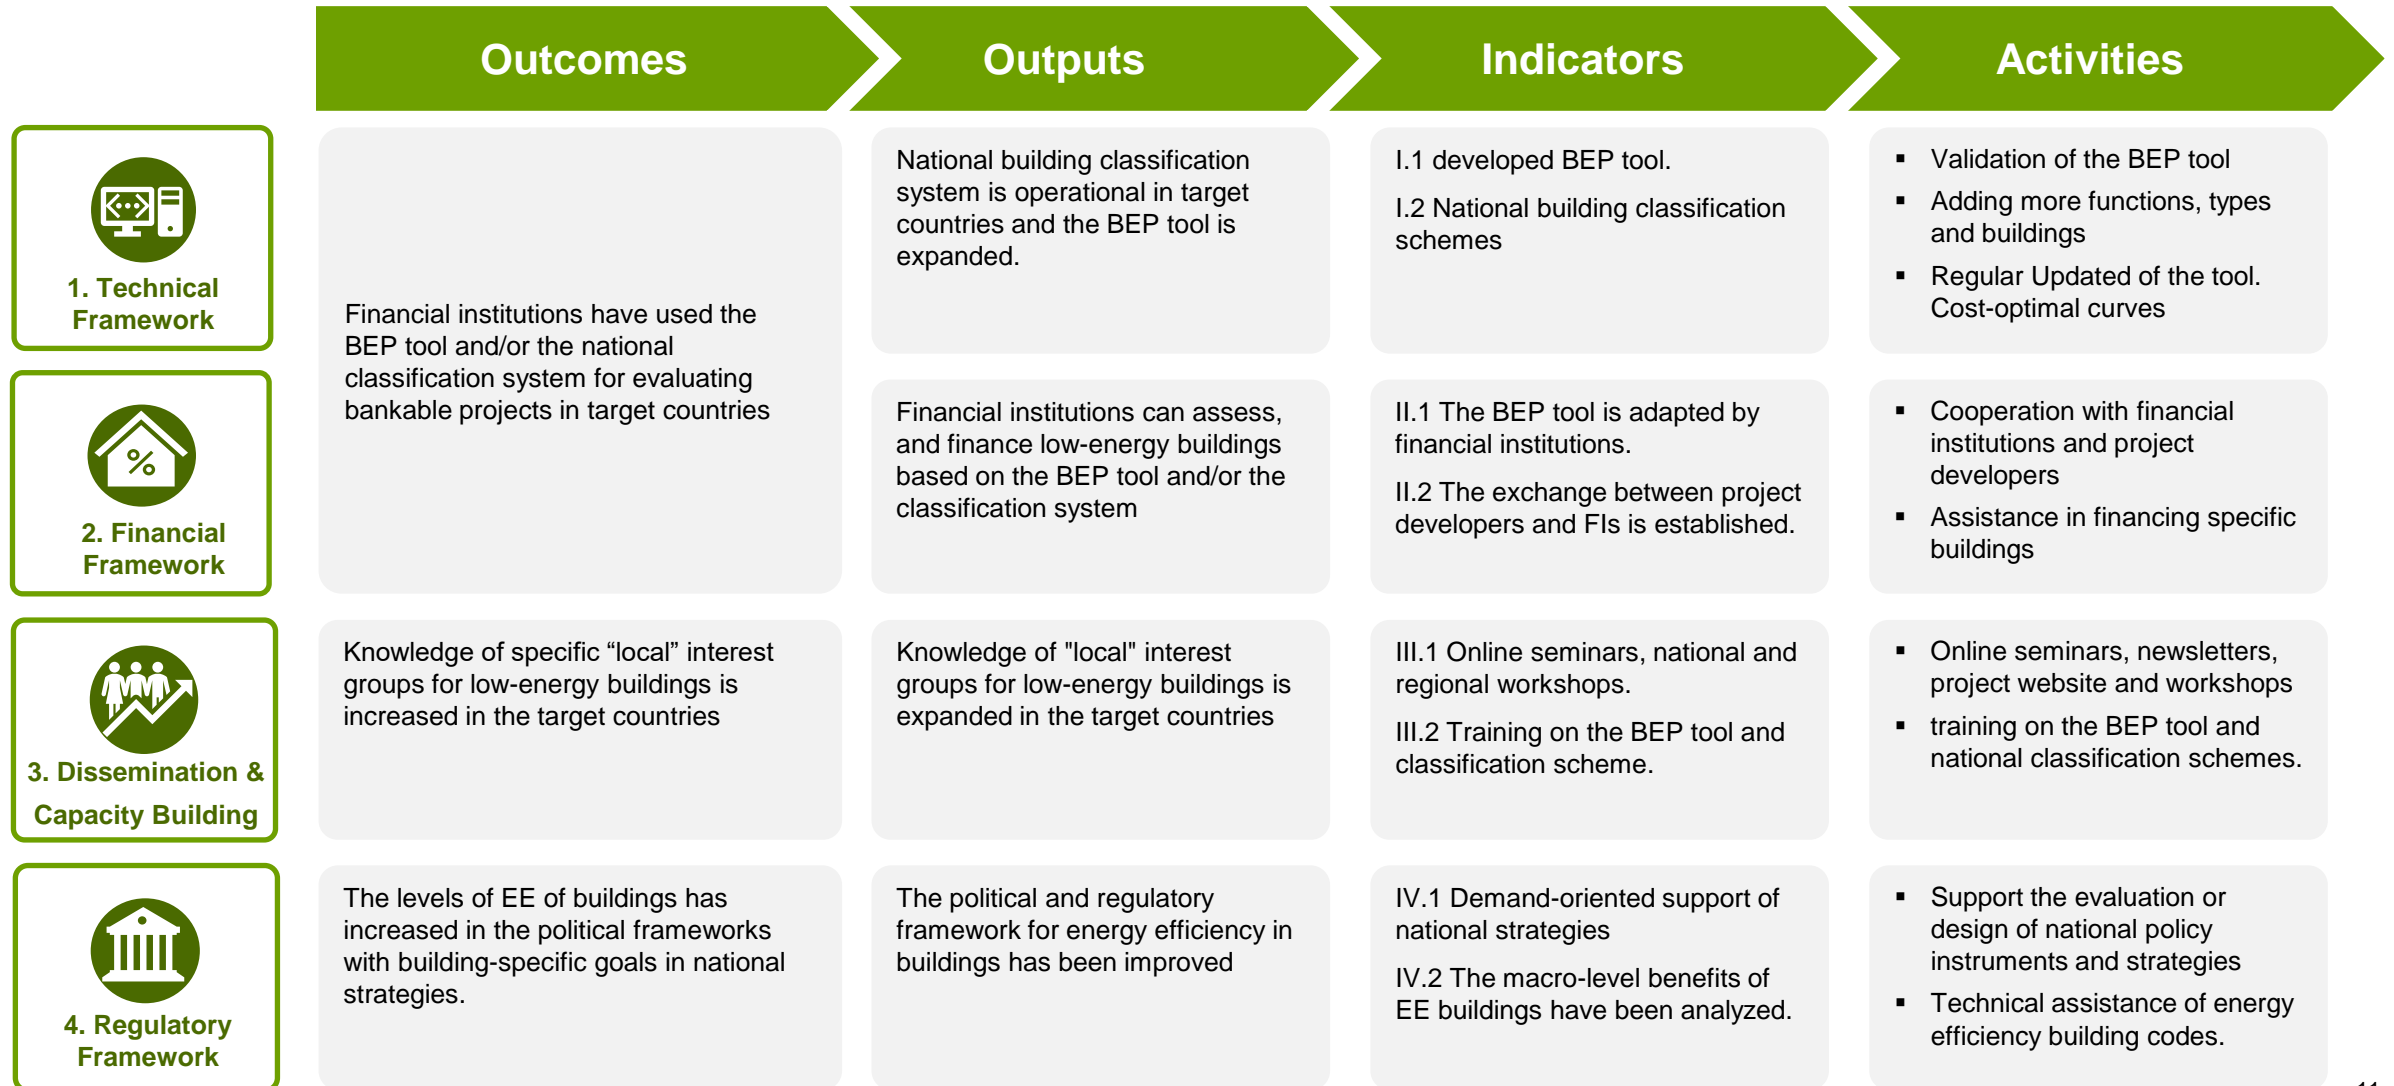 Outcomes
Outputs
Indicators
Activities
1. Technical
Framework
Financial institutions have used the
BEP tool and/or the national
classification system for evaluating
bankable projects in target countries
National building classification
system is operational in target
countries and the BEP tool is
expanded.
I.1 developed BEP tool.
I.2 National building classification
schemes
▪ Validation of the BEP tool
▪ Adding more functions, types
and buildings
▪ Regular Updated of the tool.
Cost-optimal curves
%
2. Financial
Framework
Financial institutions can assess,
and finance low-energy buildings
based on the BEP tool and/or the
classification system
II.1 The BEP tool is adapted by
financial institutions.
II.2 The exchange between project
developers and FIs is established.
▪ Cooperation with financial
institutions and project
developers
▪ Assistance in financing specific
buildings
3. Dissemination &
Capacity Building
Knowledge of specific “local” interest
groups for low-energy buildings is
increased in the target countries
Knowledge of "local" interest
groups for low-energy buildings is
expanded in the target countries
III.1 Online seminars, national and
regional workshops.
III.2 Training on the BEP tool and
classification scheme.
▪ Online seminars, newsletters,
project website and workshops
▪ training on the BEP tool and
national classification schemes.
4. Regulatory
Framework
The levels of EE of buildings has
increased in the political frameworks
with building-specific goals in national
strategies.
The political and regulatory
framework for energy efficiency in
buildings has been improved
IV.1 Demand-oriented support of
national strategies
IV.2 The macro-level benefits of
EE buildings have been analyzed.
▪ Support the evaluation or
design of national policy
instruments and strategies
▪ Technical assistance of energy
efficiency building codes.